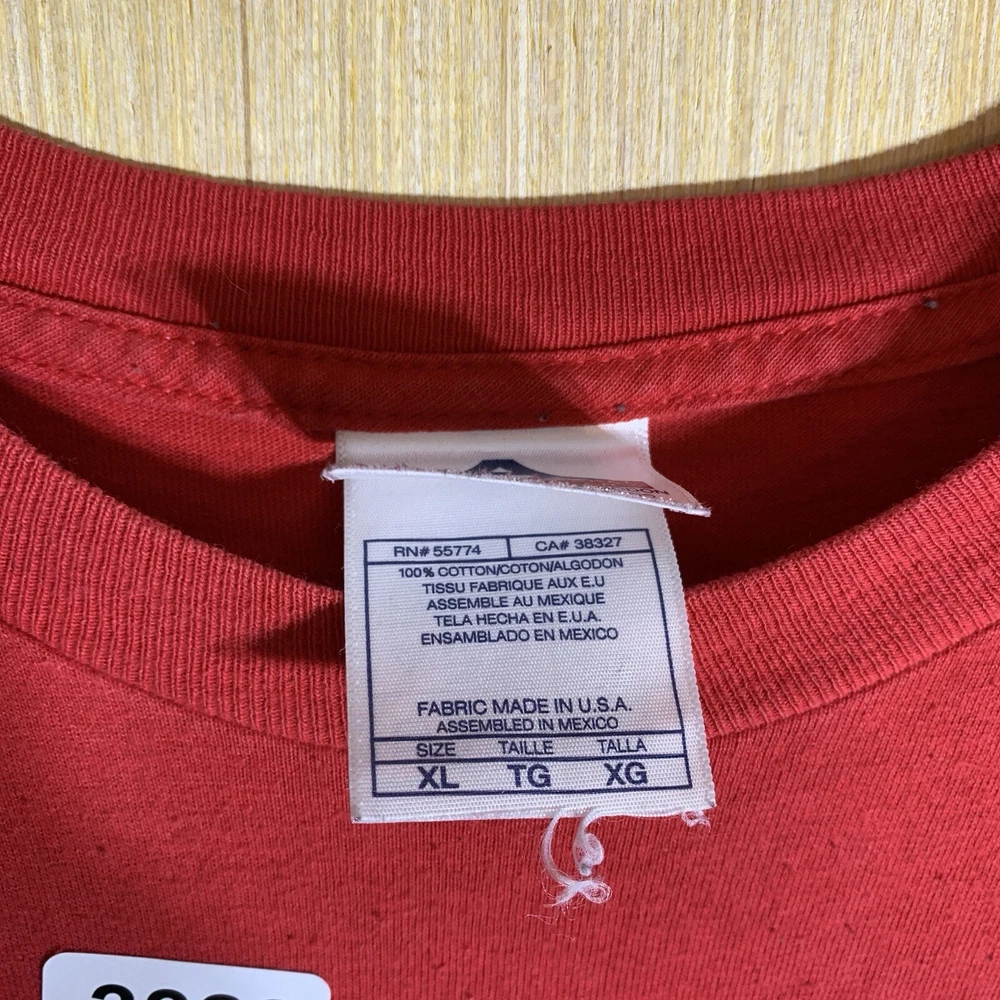 RN# 55774 CA# 38327
100% COTTON/COTON/ALGODON
TISSU FABRIQUE AUX E.U
ASSEMBLE AU MEXIQUE
TELA HECHA EN E.U.A.
ENSAMBLADO EN MEXICO
FABRIC MADE IN U.S.A.
ASSEMBLED IN MEXICO
SIZE TAILLE TALLA
XL TG XG